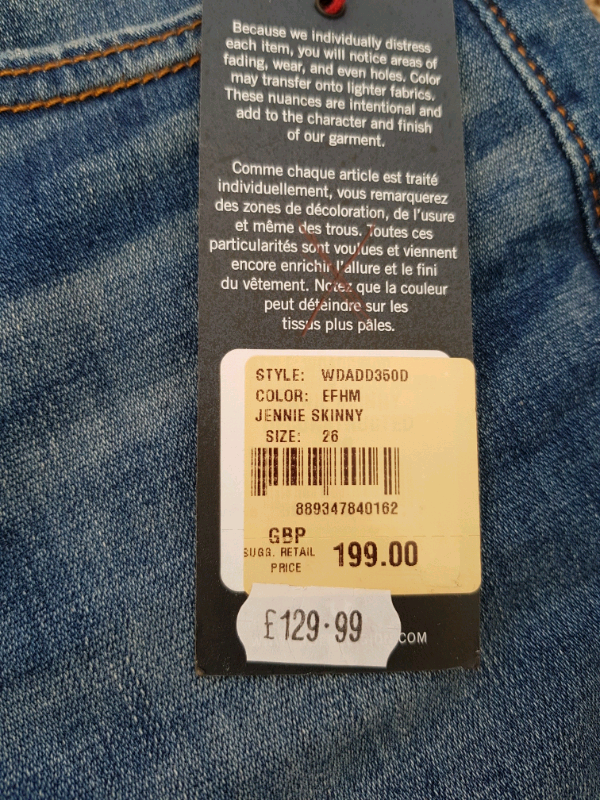 Because we individually distress
each item, you will notice areas of
fading, wear, and even holes. Color
may transfer onto lighter fabrics.
These nuances are intentional and
add to the character and finish
of our garment.
Comme chaque article est traité
individuellement, vous remarquerez
des zones de décoloration, de l'usure
et même des trous. Toutes ces
particularités sont voulues et viennent
encore enrichir l'allure et le fini
du vêtement. Notez que la couleur
peut déteindre sur les
tissus plus pâles.
STYLE: WDADD350D
COLOR: EFHM
JENNIE SKINNY
SIZE: 26
889347840162
GBP
SUGG. RETAIL
PRICE
199.00
£129.99
.COM